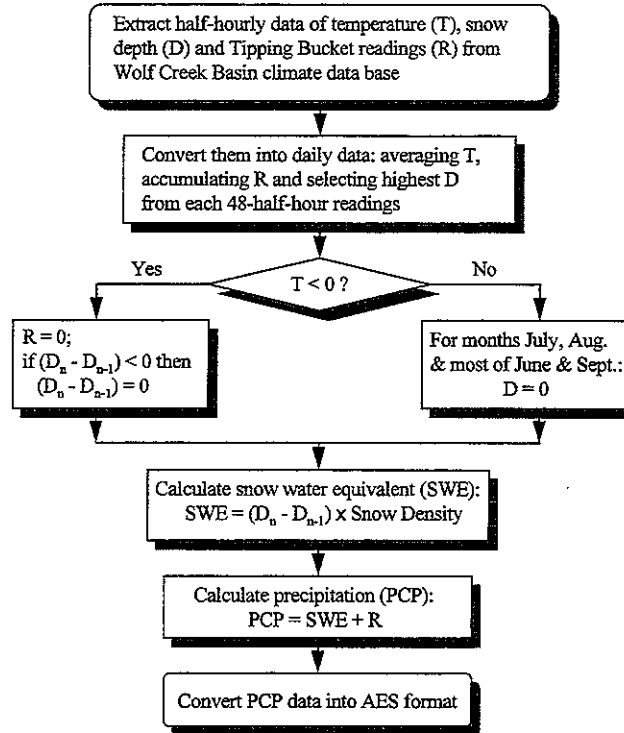 Extract half-hourly data of temperature (T), snow
depth (D) and Tipping Bucket readings (R) from
Wolf Creek Basin climate data base
Convert them into daily data: averaging T,
accumulating R and selecting highest D
from each 48-half-hour readings
Yes
T < 0 ?
No
R = 0;
if (Dₙ - Dₙ₋₁) < 0 then
(Dₙ - Dₙ₋₁) = 0
For months July, Aug.
& most of June & Sept.:
D = 0
Calculate snow water equivalent (SWE):
SWE = (Dₙ - Dₙ₋₁) x Snow Density
Calculate precipitation (PCP):
PCP = SWE + R
Convert PCP data into AES format